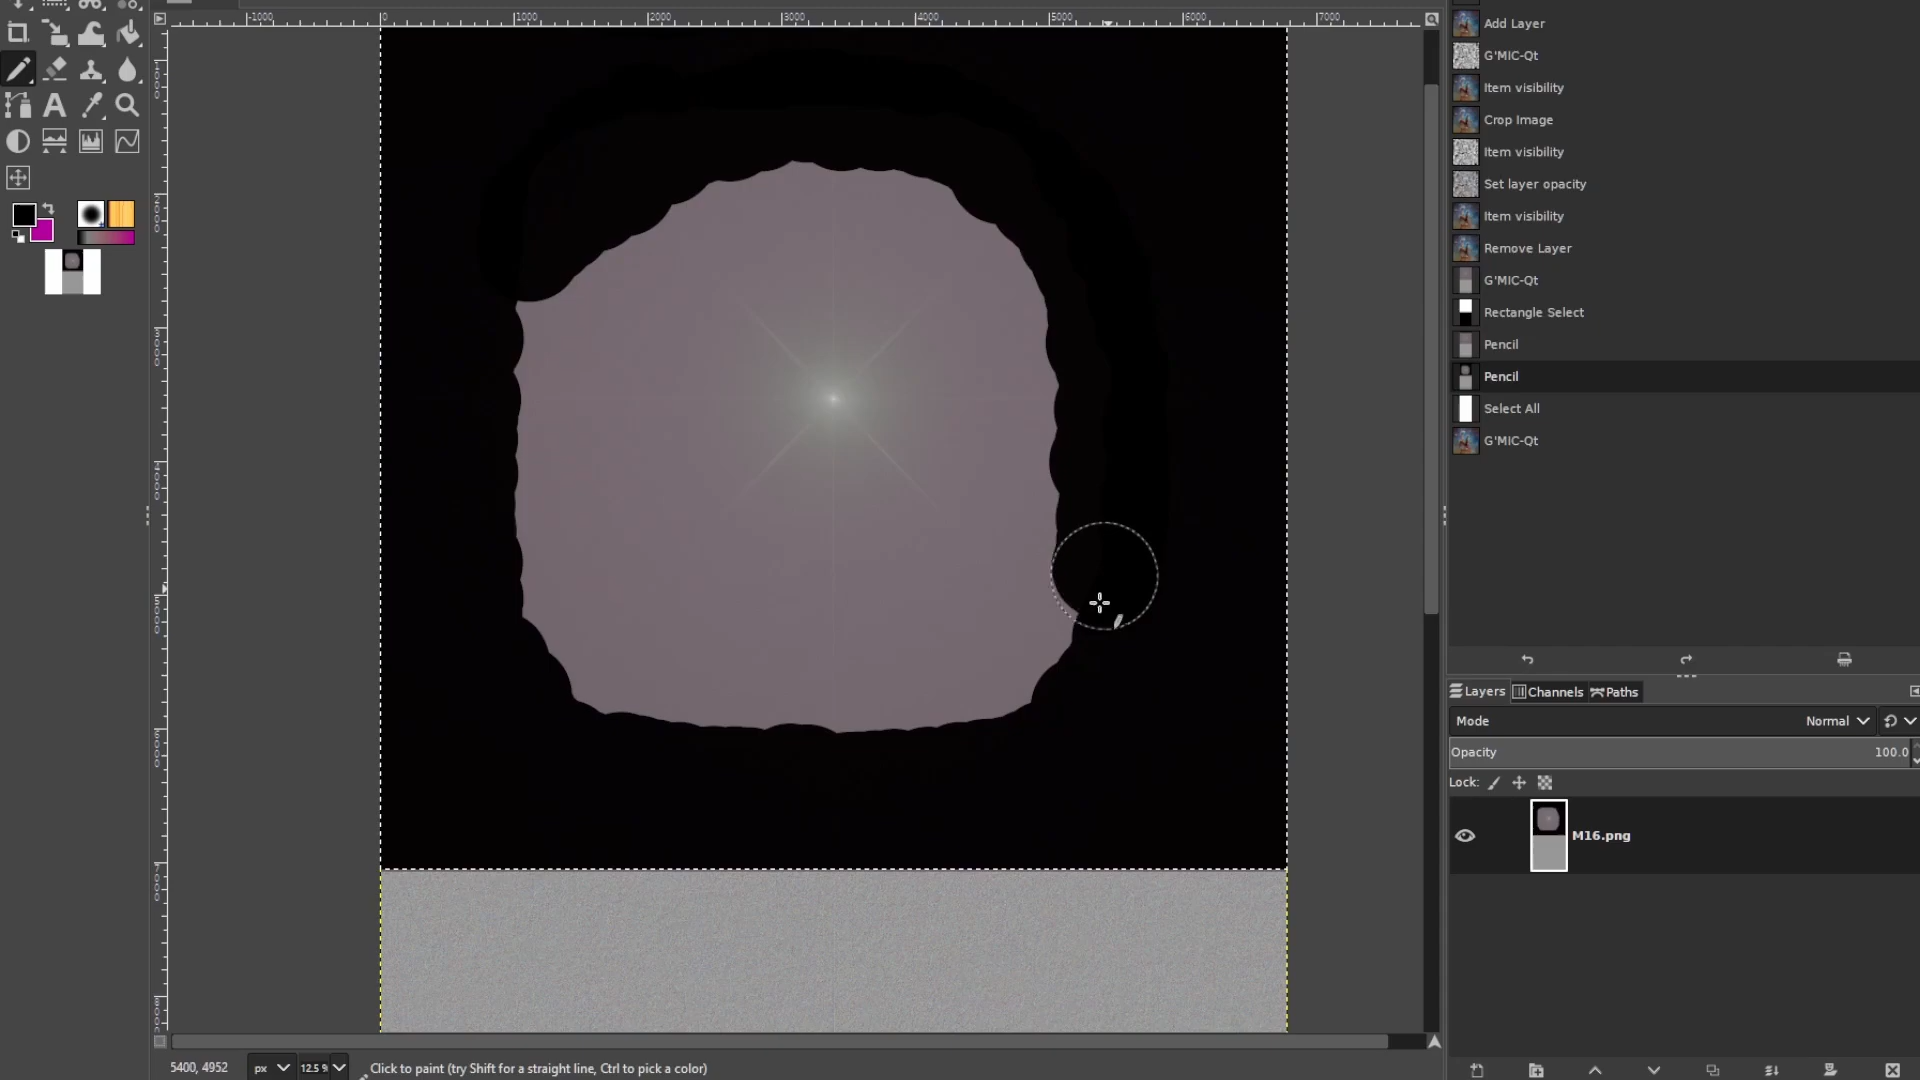 -1000 0 1000 2000 3000 4000 5000 6000 7000
Add Layer
G'MIC-Qt
Item visibility
Crop Image
Item visibility
Set layer opacity
Item visibility
Remove Layer
G'MIC-Qt
Rectangle Select
Pencil
Pencil
Select All
G'MIC-Qt
Layers Channels Paths
Mode Normal
Opacity 100.0
Lock:
M16.png
5400, 4952 px 12.5 % Click to paint (try Shift for a straight line, Ctrl to pick a color)